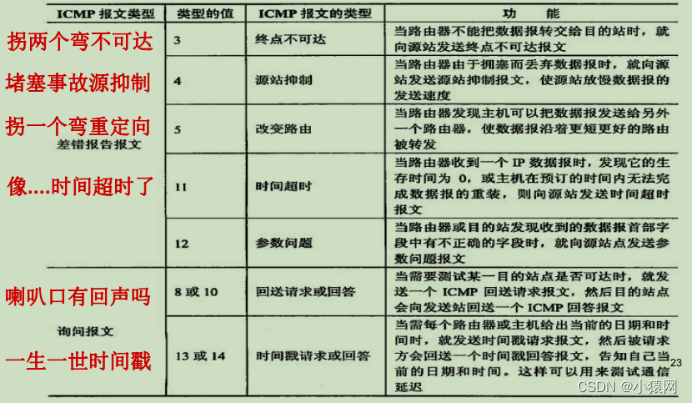 ICMP 报文类型 类型的值 ICMP 报文的类型 功 能
拐两个弯不可达
3 终点不可达
当路由器不能把数据报转交给目的站时，就
向源站发送终点不可达报文
堵塞事故源抑制
4 源站抑制
当路由器由于拥塞而丢弃数据报时，就向源
站发送源站抑制报文，使源站放慢数据报的
发送速度
拐一个弯重定向
差错报告报文
5 改变路由
当路由器发现主机可以把数据报发送给另外
一个路由器，使数据报沿着更短更好的路由
被转发
像....时间超时了
11 时间超时
当路由器收到一个 IP 数据报时，发现它的生
存时间为 0，或主机在预订的时间内无法完
成数据报的重装，则向源站发送时间超时
报文
12 参数问题
当路由器或目的站发现收到的数据报首部字
段中有不正确的字段时，就向源站点发送参
数问题报文
喇叭口有回声吗
8 或 10 回送请求或回答
当需要测试某一目的站点是否可达时，就发
送一个 ICMP 回送请求报文，然后目的站点
会向发送站回送一个 ICMP 回答报文
询问报文
一生一世时间戳
13 或 14 时间戳请求或回答
当需每个路由器或主机给出当前的日期和时
间时，就发送时间戳请求报文，然后被请求
方会回送一个时间戳回答报文，告知自己当
前的日期和时间。这样可以用来测试通信
延迟
23
CSDN @小猿网